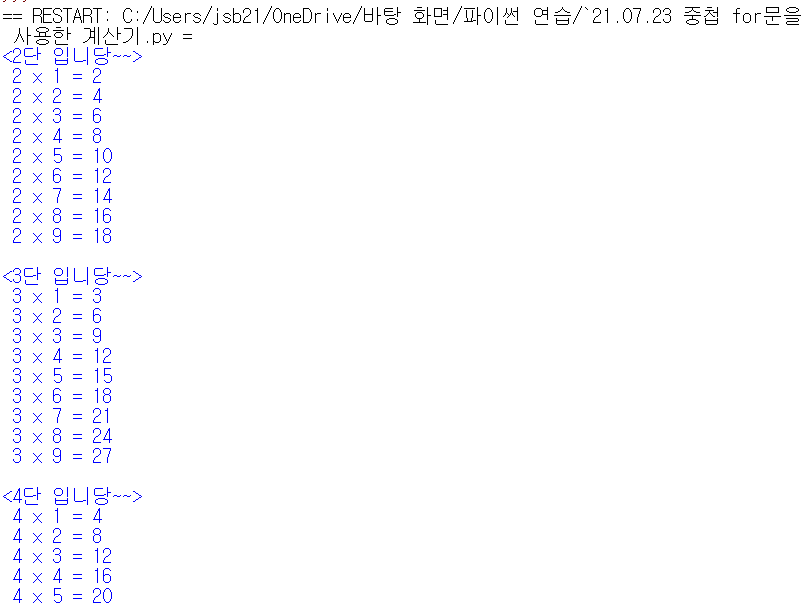 == RESTART: C:/Users/jsb21/OneDrive/바탕 화면/파이썬 연습/`21.07.23 중첩 for문을
사용한 계산기.py =
<2단 입니당~~>
2 x 1 = 2
2 x 2 = 4
2 x 3 = 6
2 x 4 = 8
2 x 5 = 10
2 x 6 = 12
2 x 7 = 14
2 x 8 = 16
2 x 9 = 18

<3단 입니당~~>
3 x 1 = 3
3 x 2 = 6
3 x 3 = 9
3 x 4 = 12
3 x 5 = 15
3 x 6 = 18
3 x 7 = 21
3 x 8 = 24
3 x 9 = 27

<4단 입니당~~>
4 x 1 = 4
4 x 2 = 8
4 x 3 = 12
4 x 4 = 16
4 x 5 = 20